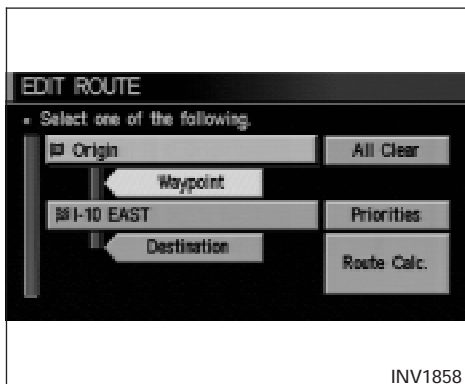 EDIT ROUTE
Select one of the following.
Origin
All Clear
Waypoint
I-10 EAST
Priorities
Destination
Route Calc.
INV1858